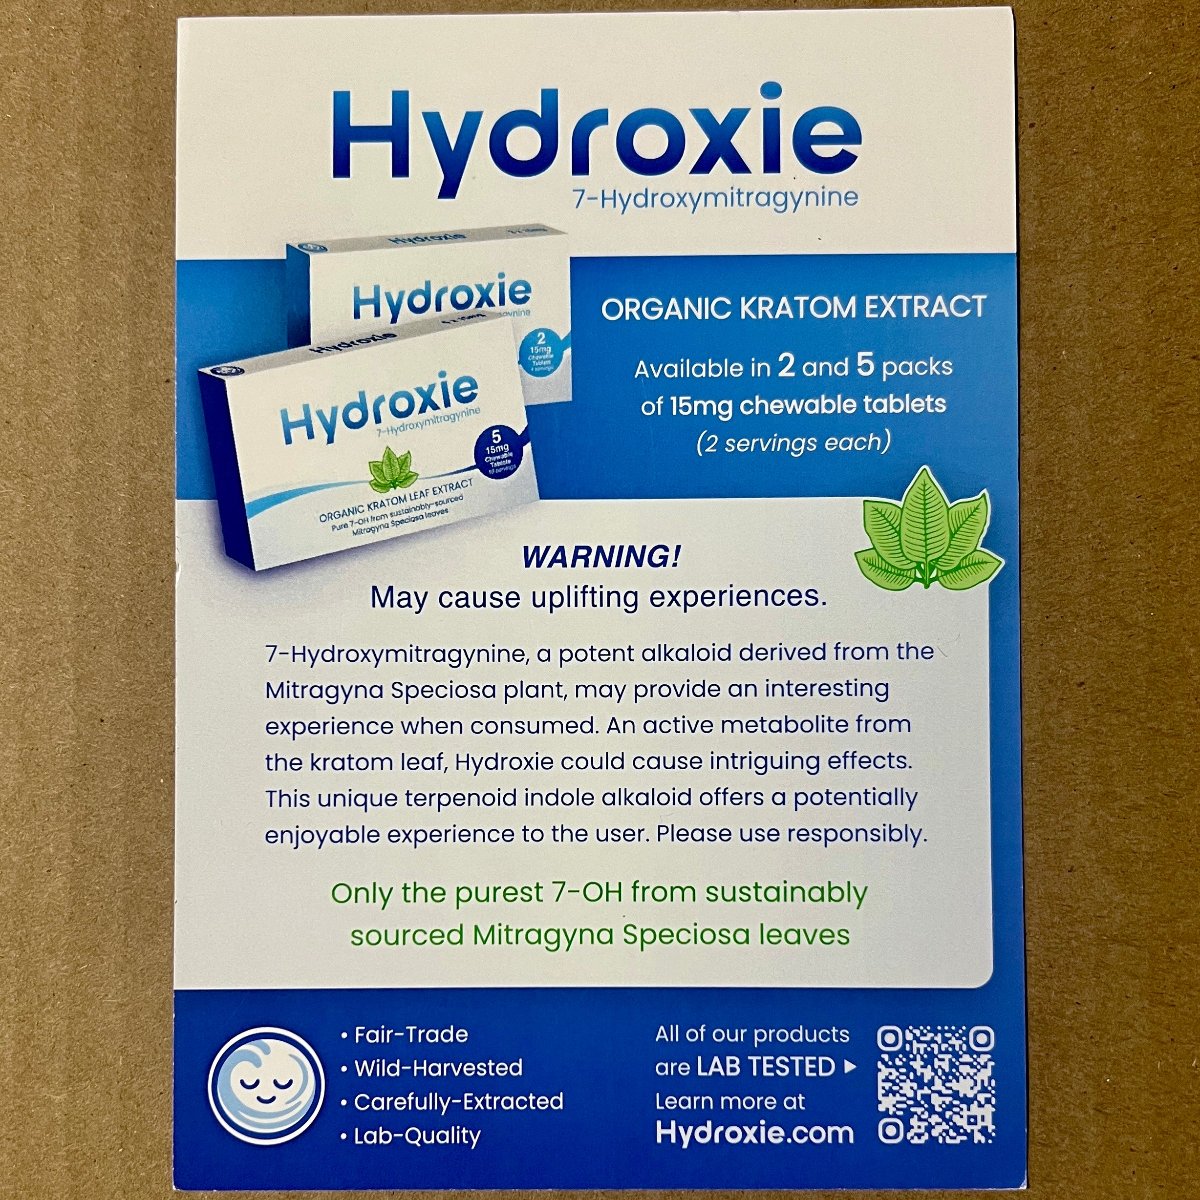 Hydroxie
7-Hydroxymitragynine
Hydroxie
2 x 15mg
Hydroxie
2
15mg
Chewable
Tablets
4 servings
Hydroxie
Hydroxie
7-Hydroxymitragynine
5
15mg
Chewable
Tablets
10 servings
ORGANIC KRATOM LEAF EXTRACT
Pure 7-OH from sustainably-sourced
Mitragyna Speciosa leaves
ORGANIC KRATOM EXTRACT
Available in 2 and 5 packs
of 15mg chewable tablets
(2 servings each)
WARNING!
May cause uplifting experiences.
7-Hydroxymitragynine, a potent alkaloid derived from the
Mitragyna Speciosa plant, may provide an interesting
experience when consumed. An active metabolite from
the kratom leaf, Hydroxie could cause intriguing effects.
This unique terpenoid indole alkaloid offers a potentially
enjoyable experience to the user. Please use responsibly.
Only the purest 7-OH from sustainably
sourced Mitragyna Speciosa leaves
• Fair-Trade
• Wild-Harvested
• Carefully-Extracted
• Lab-Quality
All of our products
are LAB TESTED ▸
Learn more at
Hydroxie.com